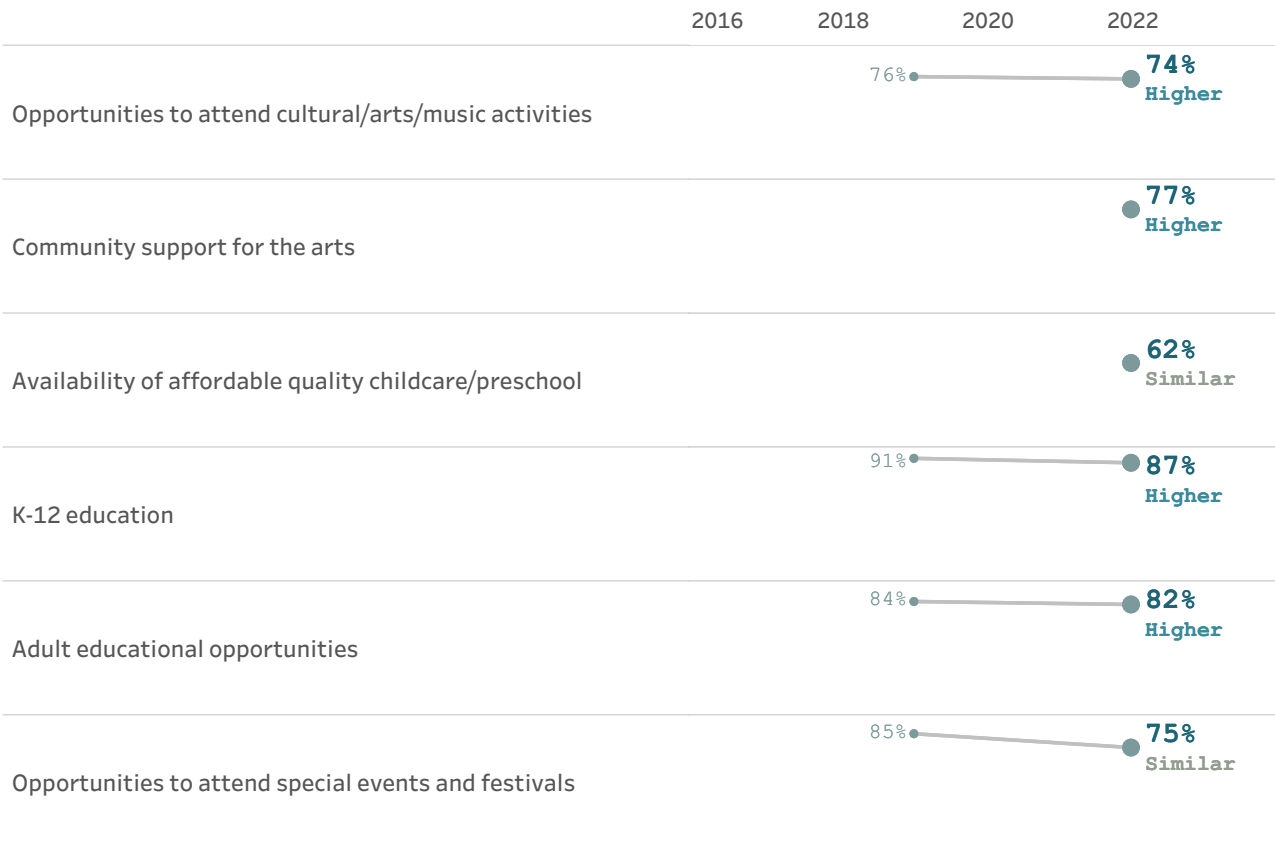 2016 2018 2020 2022
76% 74%
Higher
Opportunities to attend cultural/arts/music activities
77%
Higher
Community support for the arts
62%
Similar
Availability of affordable quality childcare/preschool
91% 87%
Higher
K-12 education
84% 82%
Higher
Adult educational opportunities
85% 75%
Similar
Opportunities to attend special events and festivals